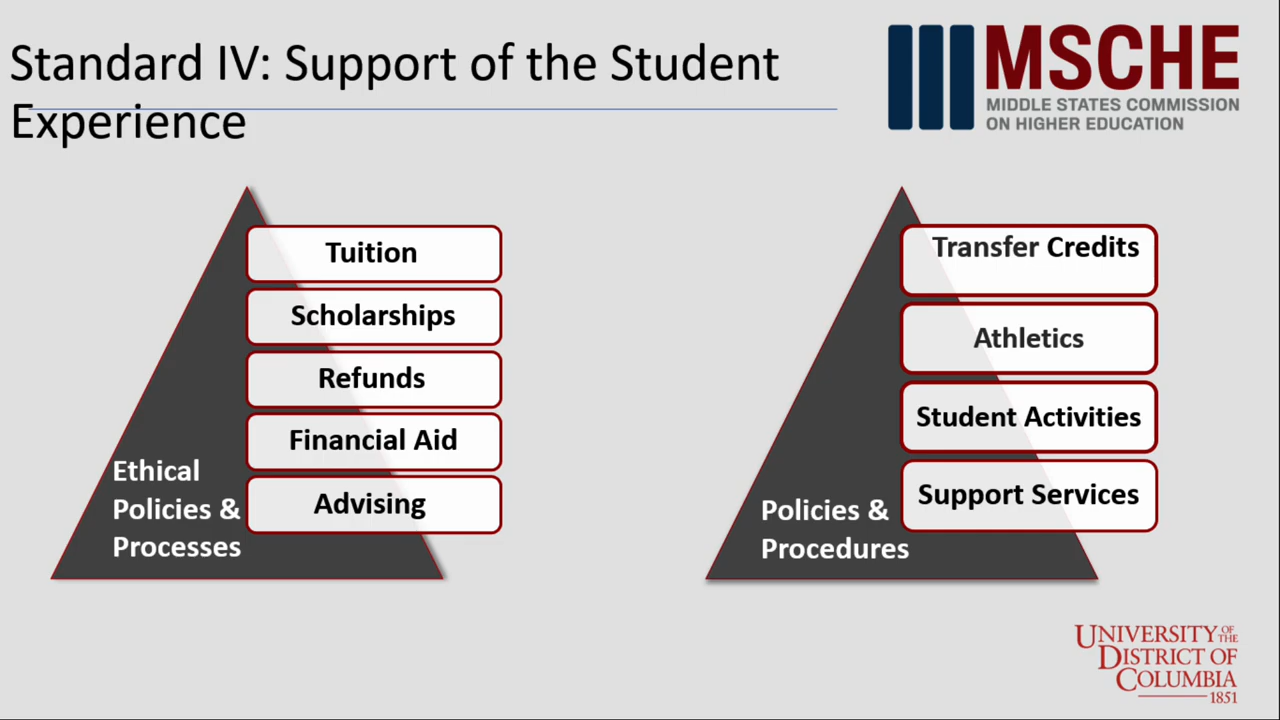 Standard IV: Support of the Student
Experience
MSCHE
MIDDLE STATES COMMISSION
ON HIGHER EDUCATION
Tuition
Scholarships
Refunds
Financial Aid
Advising
Ethical
Policies &
Processes
Transfer Credits
Athletics
Student Activities
Support Services
Policies &
Procedures
UNIVERSITY OF THE
DISTRICT OF
COLUMBIA
1851